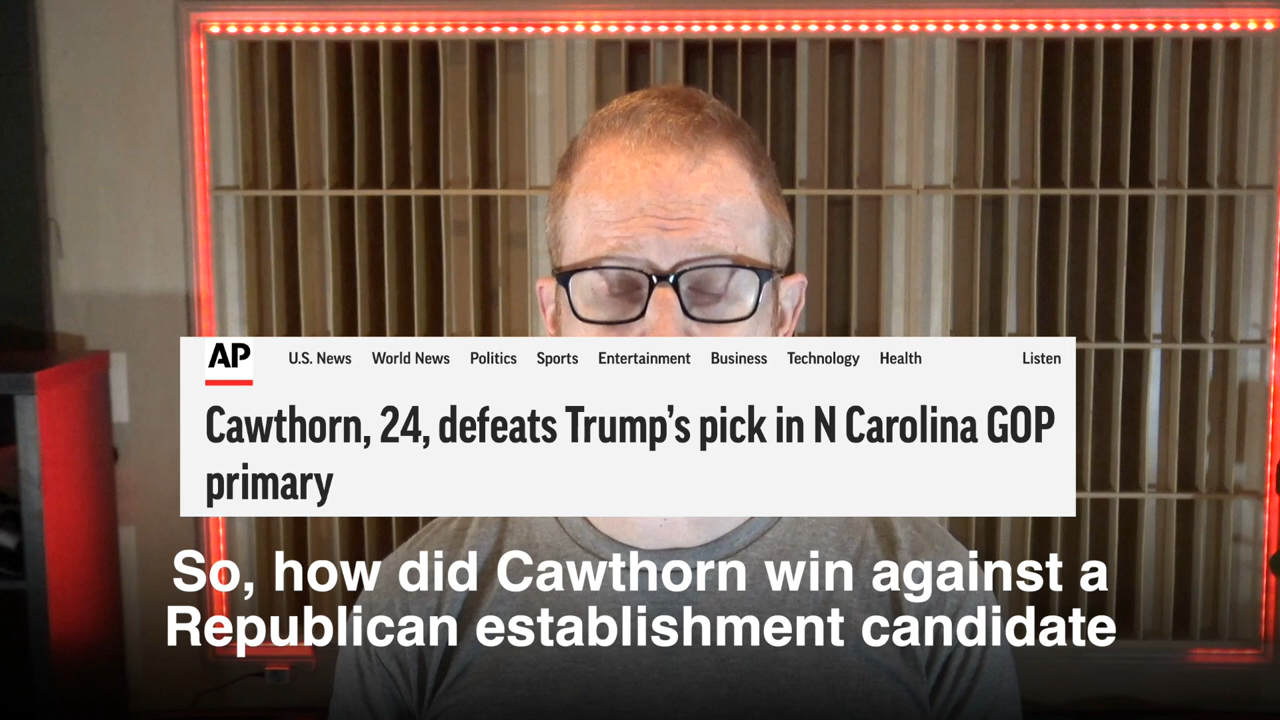 AP U.S. News World News Politics Sports Entertainment Business Technology Health Listen
Cawthorn, 24, defeats Trump's pick in N Carolina GOP
primary
So, how did Cawthorn win against a
Republican establishment candidate